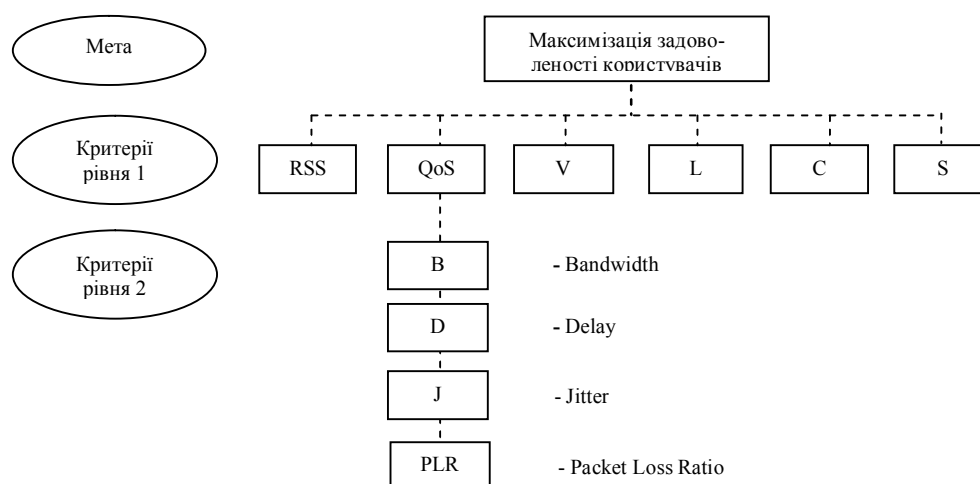 Мета
Максимізація задово-
леності користувачів
Критерії
рівня 1
RSS
QoS
V
L
C
S
Критерії
рівня 2
B
- Bandwidth
D
- Delay
J
- Jitter
PLR
- Packet Loss Ratio